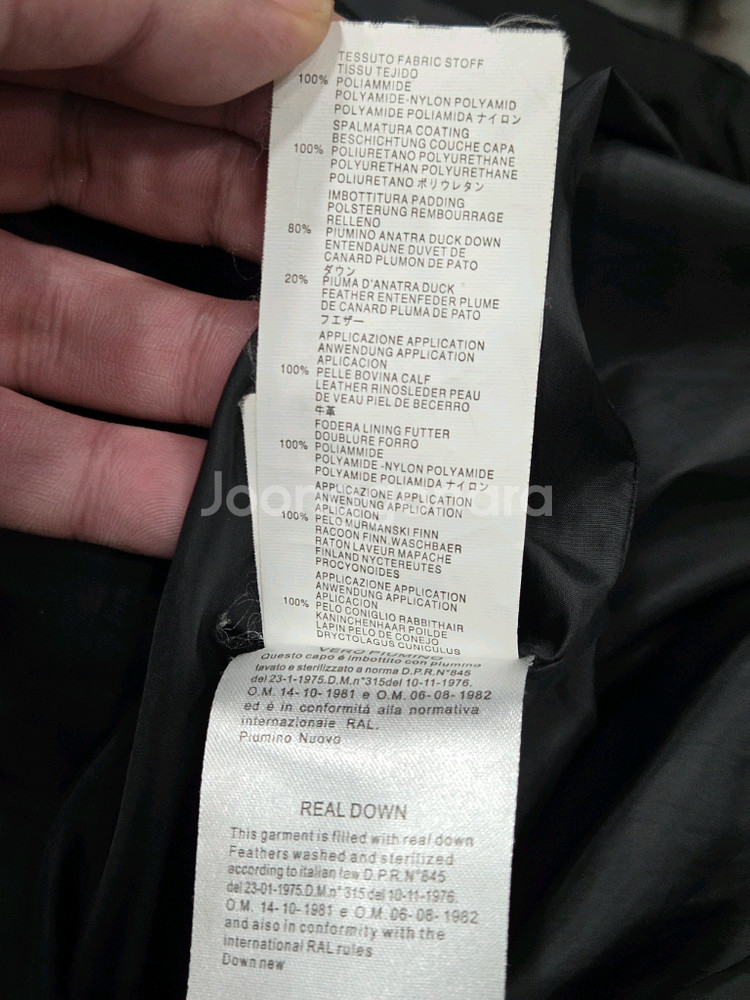 TESSUTO FABRIC STOFF
TISSU TEJIDO
100% POLIAMMIDE
POLYAMIDE-NYLON POLYAMID
POLYAMIDE POLIAMIDA ナイロン
SPALMATURA COATING
BESCHICHTUNG COUCHE CAPA
100% POLIURETANO POLYURETHANE
POLYURETHAN POLYURETHANE
POLIURETANO ポリウレタン
IMBOTTITURA PADDING
POLSTERUNG REMBOURRAGE
RELLENO
80% PIUMINO ANATRA DUCK DOWN
ENTENDAUNE DUVET DE
CANARD PLUMON DE PATO
ダウン
20% PIUMA D'ANATRA DUCK
FEATHER ENTENFEDER PLUME
DE CANARD PLUMA DE PATO
フエザー
APPLICAZIONE APPLICATION
ANWENDUNG APPLICATION
APLICACION
100% PELLE BOVINA CALF
LEATHER RINOSLEDER PEAU
DE VEAU PIEL DE BECERRO
牛革
FODERA LINING FUTTER
DOUBLURE FORRO
100% POLIAMMIDE
POLYAMIDE -NYLON POLYAMIDE
POLYAMIDE POLIAMIDA ナイロン
APPLICAZIONE APPLICATION
ANWENDUNG APPLICATION
APLICACION
100% PELO MURMANSKI FINN
RACOON FINN.WASCHBAER
RATON LAVEUR MAPACHE
FINLAND NYCTEREUTES
PROCYONOIDES
APPLICAZIONE APPLICATION
ANWENDUNG APPLICATION
APLICACION
100% PELO CONIGLIO RABBITHAIR
KANINCHENHAAR POILDE
LAPIN PELO DE CONEJO
DRYCTOLAGUS CUNICULUS
VERO PIUMINO
Questo capo é imbottito con piumino
lavato e sterilizzato a norma D.P.R.N°845
del 23-1-1975.D.M.n°315del 10-11-1976.
O.M. 14-10-1981 e O.M. 06-08-1982
ed é in conformitá alla normativa
internazionale RAL.
Piumino Nuovo
REAL DOWN
This garment is filled with real down
Feathers washed and sterilized
according to italian law D.P.R.N°845
del 23-01-1975.D.M.n°315 del 10-11-1976.
O.M. 14-10-1981 e O.M. 06-08-1982
and also in conformity with the
international RAL rules
Down new